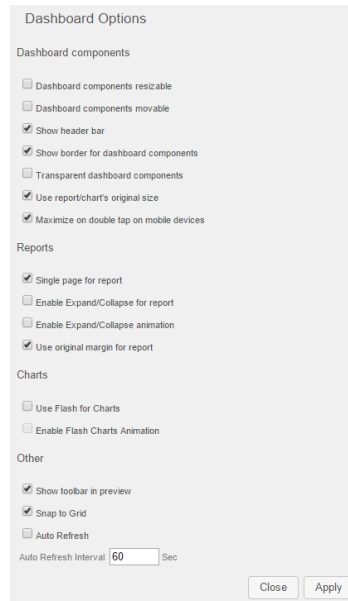 Dashboard Options
Dashboard components
Dashboard components resizable
Dashboard components movable
Show header bar
Show border for dashboard components
Transparent dashboard components
Use report/chart's original size
Maximize on double tap on mobile devices
Reports
Single page for report
Enable Expand/Collapse for report
Enable Expand/Collapse animation
Use original margin for report
Charts
Use Flash for Charts
Enable Flash Charts Animation
Other
Show toolbar in preview
Snap to Grid
Auto Refresh
Auto Refresh Interval 60 Sec
Close Apply